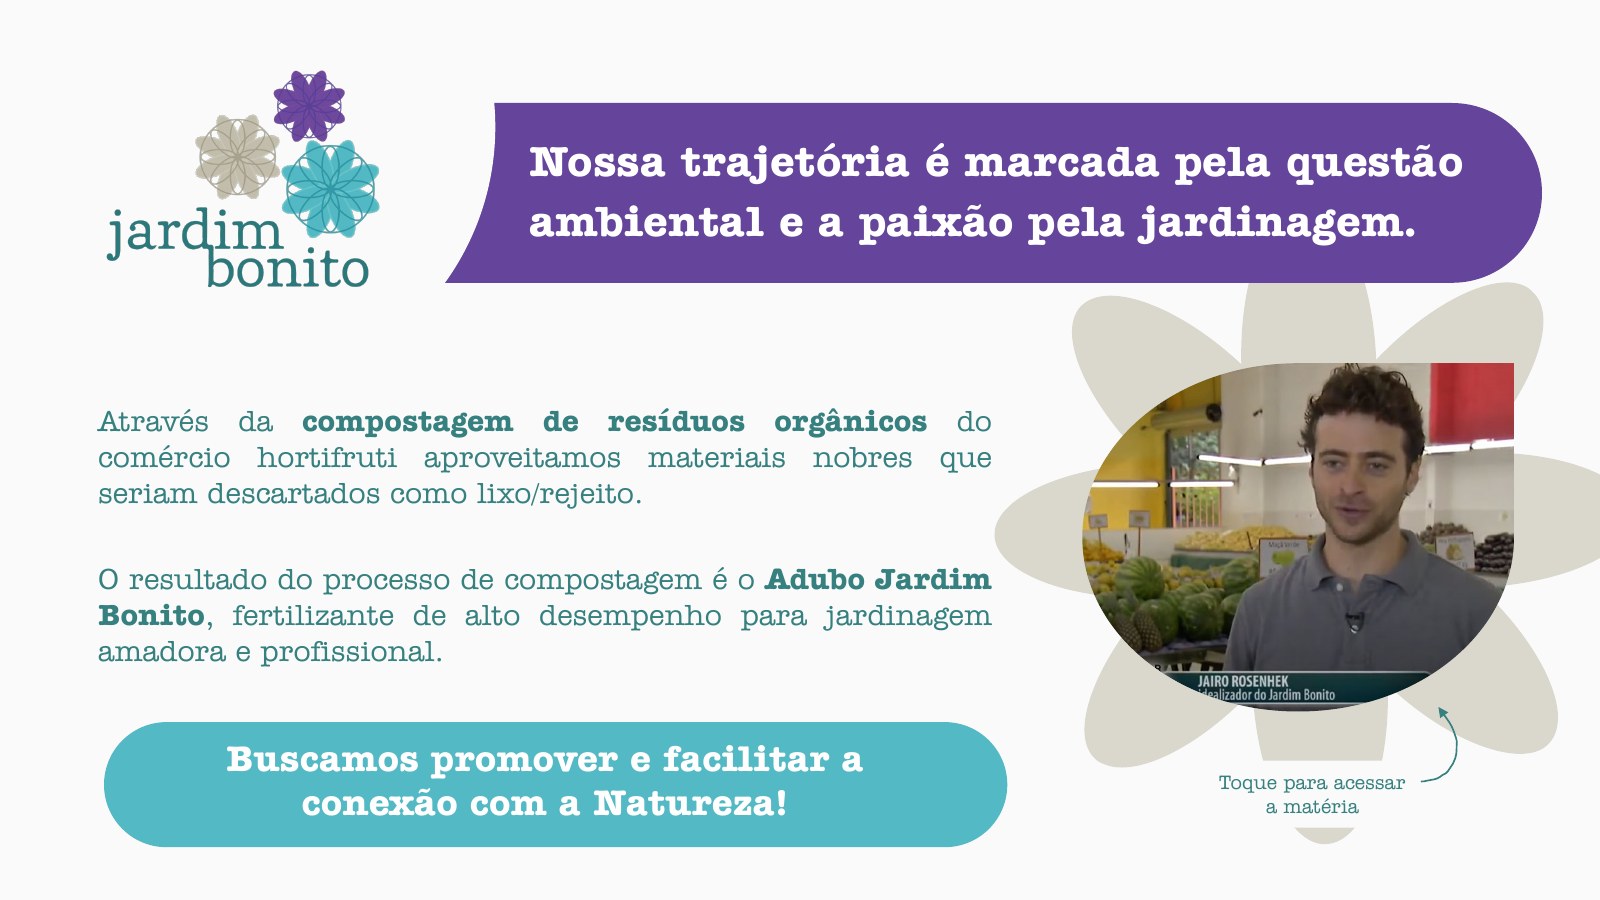 jardim
bonito
Nossa trajetória é marcada pela questão
ambiental e a paixão pela jardinagem.
Através da compostagem de resíduos orgânicos do
comércio hortifruti aproveitamos materiais nobres que
seriam descartados como lixo/rejeito.
O resultado do processo de compostagem é o Adubo Jardim
Bonito, fertilizante de alto desempenho para jardinagem
amadora e profissional.
Buscamos promover e facilitar a
conexão com a Natureza!
JAIRO ROSENHEK
idealizador do Jardim Bonito
Toque para acessar
a matéria